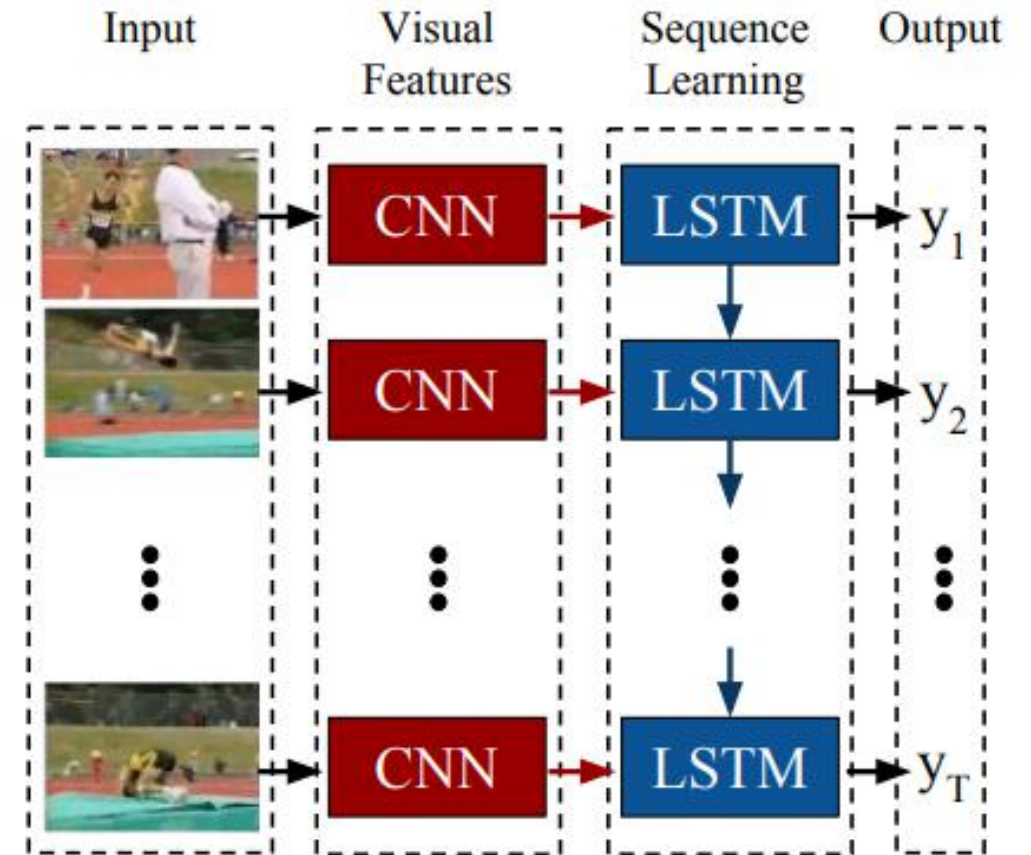 Input
Visual
Features
Sequence
Learning
Output
CNN
LSTM
y1
CNN
LSTM
y2
CNN
LSTM
yT